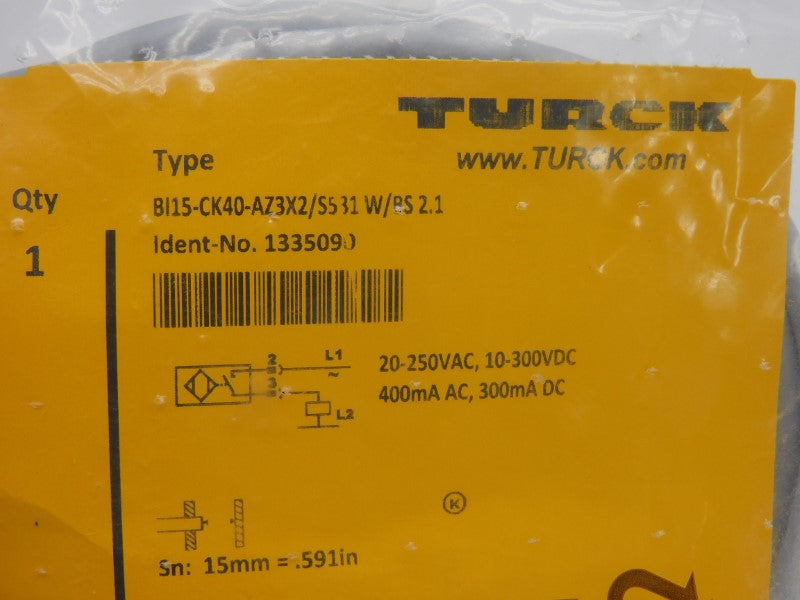 TURCK
www.TURCK.com
Type
Qty
BI15-CK40-AZ3X2/S531 W/BS 2.1
Ident-No. 1335090
1
2 L1
~
3
L2
20-250VAC, 10-300VDC
400mA AC, 300mA DC
K
Sn: 15mm = .591in